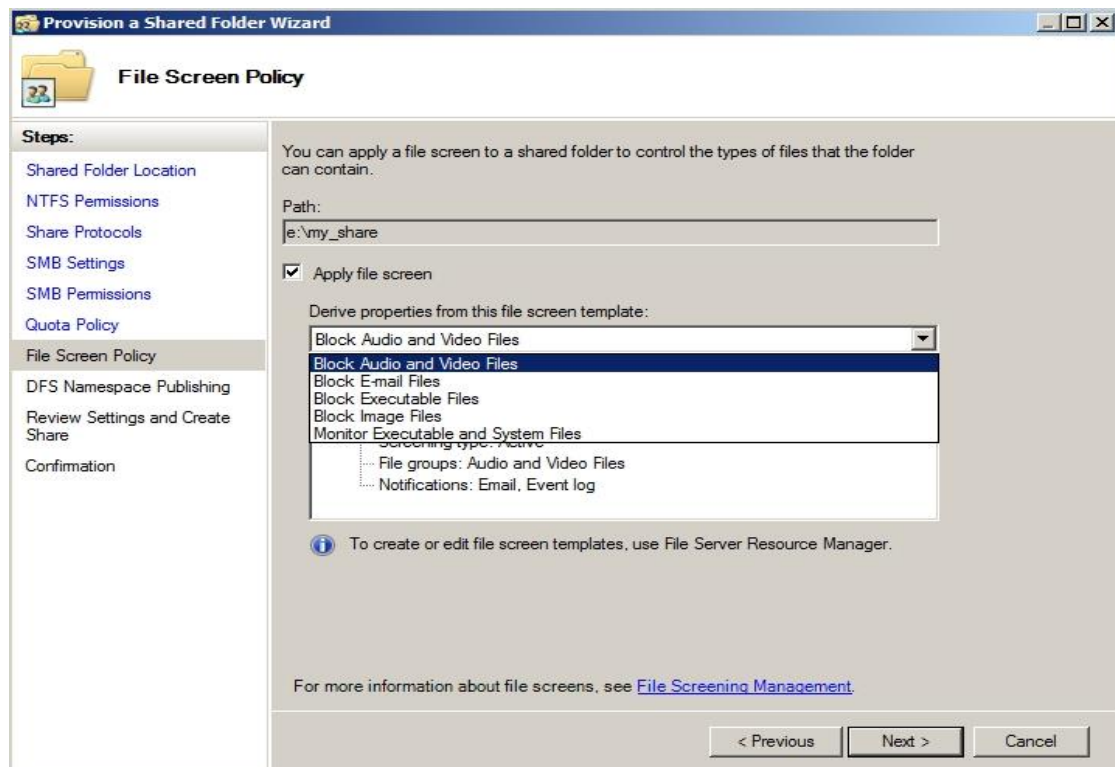 Provision a Shared Folder Wizard
File Screen Policy
Steps:
Shared Folder Location
NTFS Permissions
Share Protocols
SMB Settings
SMB Permissions
Quota Policy
File Screen Policy
DFS Namespace Publishing
Review Settings and Create
Share
Confirmation
You can apply a file screen to a shared folder to control the types of files that the folder
can contain.
Path:
e:\my_share
Apply file screen
Derive properties from this file screen template:
Block Audio and Video Files
Block Audio and Video Files
Block E-mail Files
Block Executable Files
Block Image Files
Monitor Executable and System Files
Screening type: Active
File groups: Audio and Video Files
Notifications: Email, Event log
To create or edit file screen templates, use File Server Resource Manager.
For more information about file screens, see File Screening Management.
< Previous
Next >
Cancel